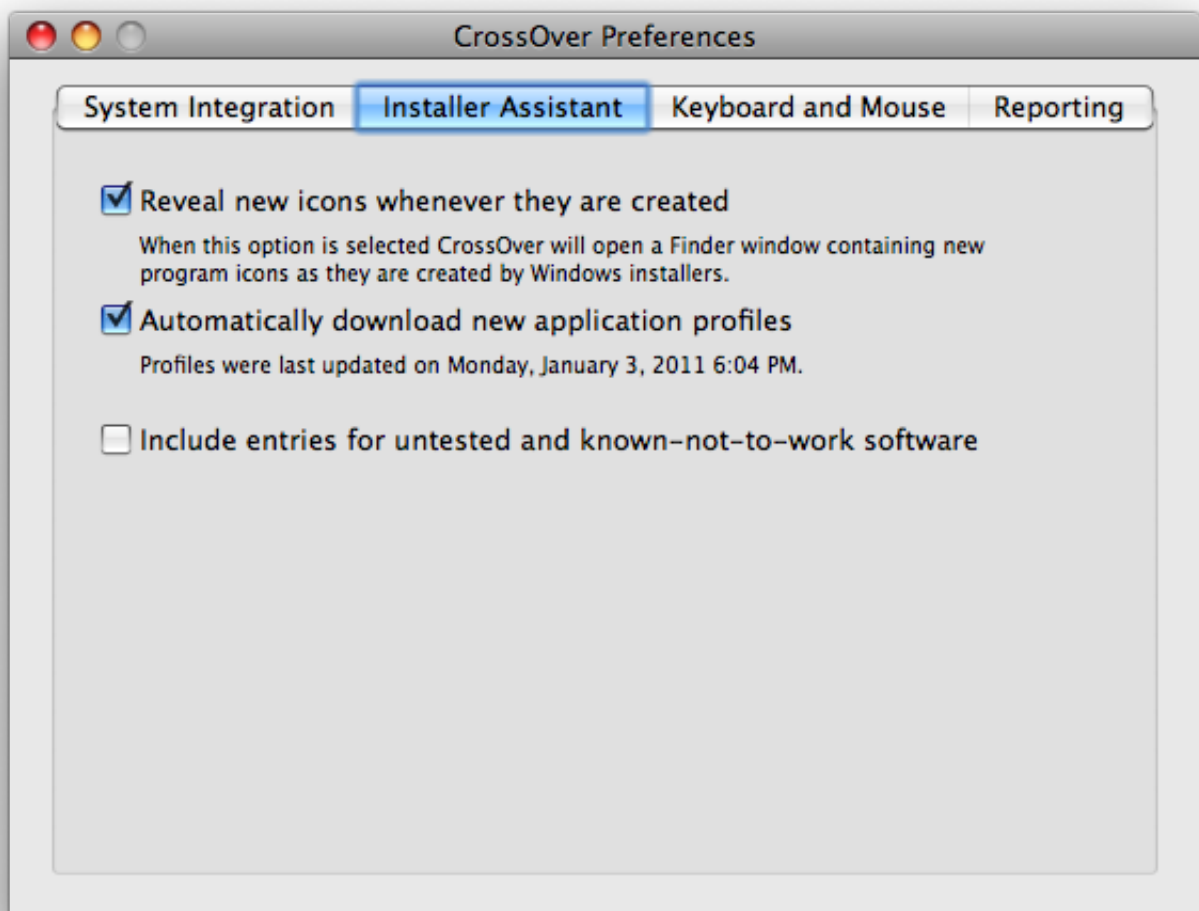 CrossOver Preferences
System Integration Installer Assistant Keyboard and Mouse Reporting
Reveal new icons whenever they are created
When this option is selected CrossOver will open a Finder window containing new
program icons as they are created by Windows installers.
Automatically download new application profiles
Profiles were last updated on Monday, January 3, 2011 6:04 PM.
Include entries for untested and known-not-to-work software